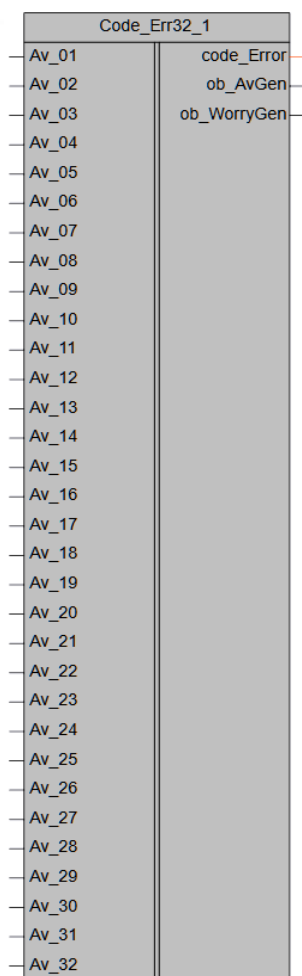 Code_Err32_1
Av_01 code_Error
Av_02 ob_AvGen
Av_03 ob_WorryGen
Av_04
Av_05
Av_06
Av_07
Av_08
Av_09
Av_10
Av_11
Av_12
Av_13
Av_14
Av_15
Av_16
Av_17
Av_18
Av_19
Av_20
Av_21
Av_22
Av_23
Av_24
Av_25
Av_26
Av_27
Av_28
Av_29
Av_30
Av_31
Av_32